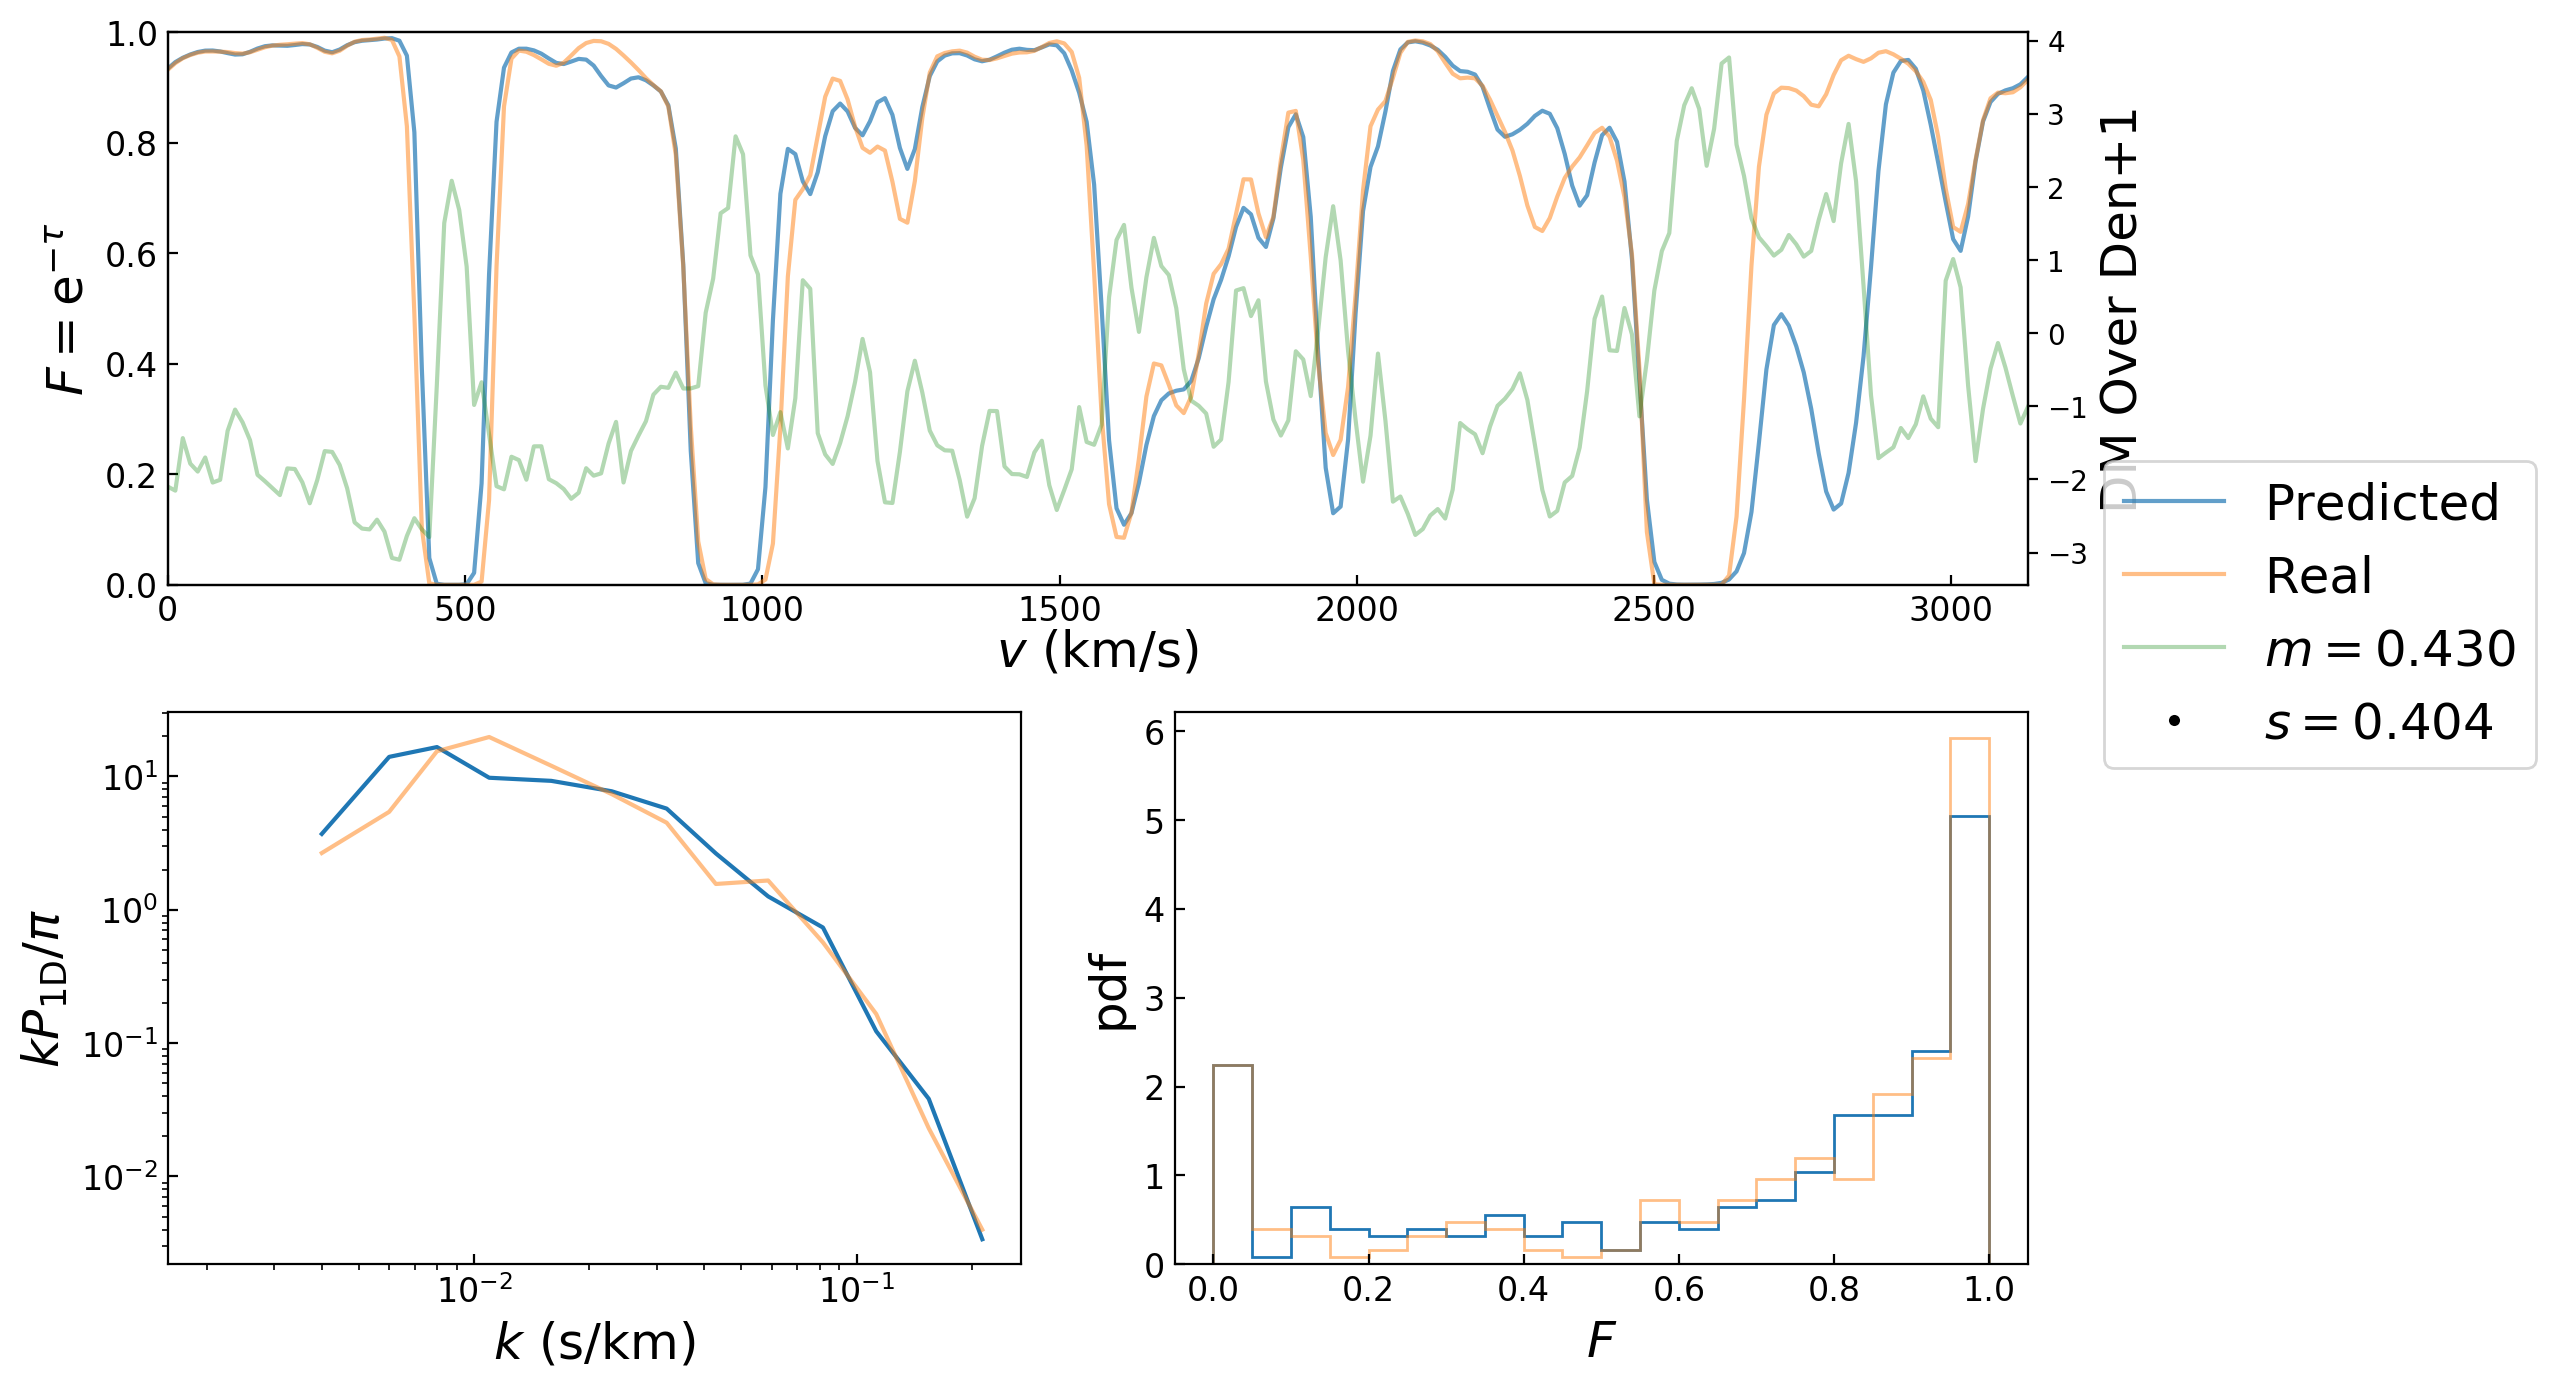 1.0
0.8
0.6
0.4
0.2
0.0
F = e^{−τ}
0 500 1000 1500 2000 2500 3000
v (km/s)
4
3
2
1
0
−1
−2
−3
DM Over Den+1
Predicted
Real
m = 0.430
s = 0.404
10^1
10^0
10^{−1}
10^{−2}
kP_{1D}/π
10^{−2} 10^{−1}
k (s/km)
6
5
4
3
2
1
0
pdf
0.0 0.2 0.4 0.6 0.8 1.0
F